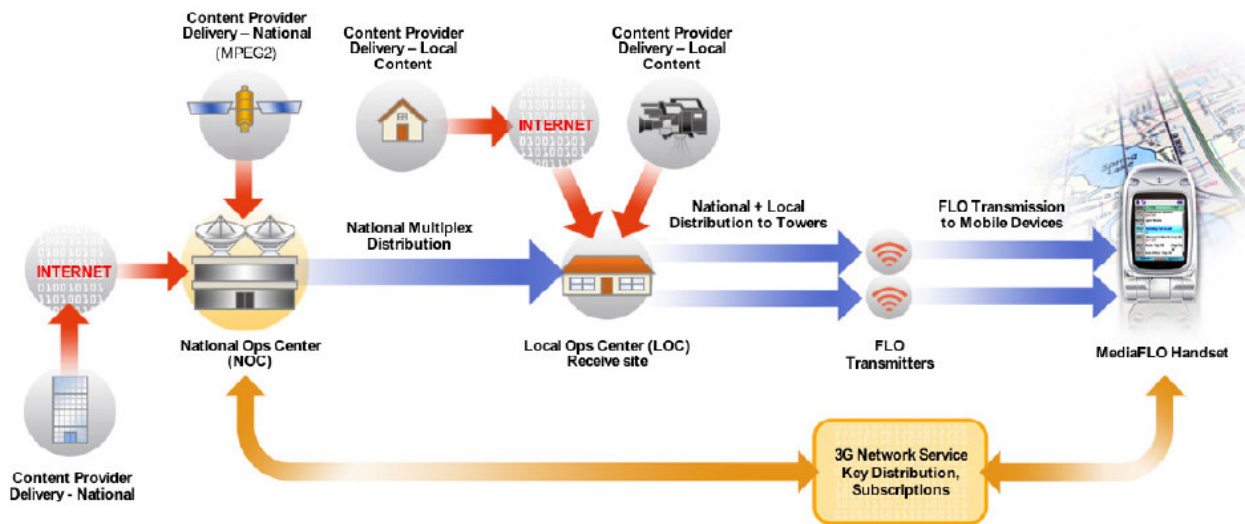 Content Provider
Delivery – National
(MPEG2)
Content Provider
Delivery – Local
Content
Content Provider
Delivery – Local
Content
INTERNET
National Multiplex
Distribution
National + Local
Distribution to Towers
FLO Transmission
to Mobile Devices
INTERNET
National Ops Center
(NOC)
Local Ops Center (LOC)
Receive site
FLO
Transmitters
MediaFLO Handset
Content Provider
Delivery - National
3G Network Service
Key Distribution,
Subscriptions